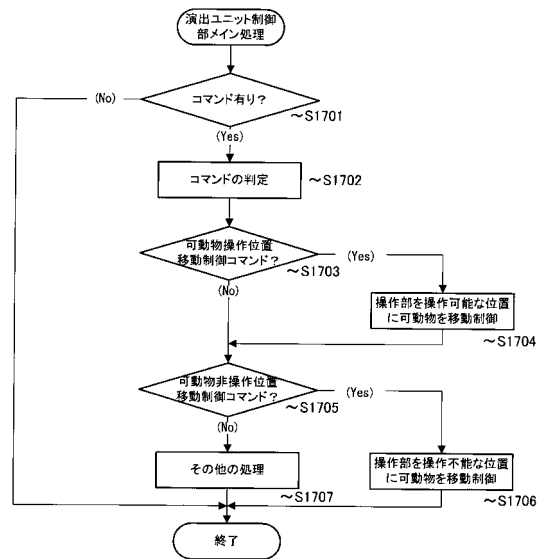 演出ユニット制御
部メイン処理
(No)
コマンド有り？
～S1701
(Yes)
コマンドの判定
～S1702
可動物操作位置
移動制御コマンド？
～S1703
(Yes)
(No)
操作部を操作可能な位置
に可動物を移動制御
～S1704
可動物非操作位置
移動制御コマンド？
～S1705
(Yes)
(No)
その他の処理
～S1707
操作部を操作不能な位置
に可動物を移動制御
～S1706
終了